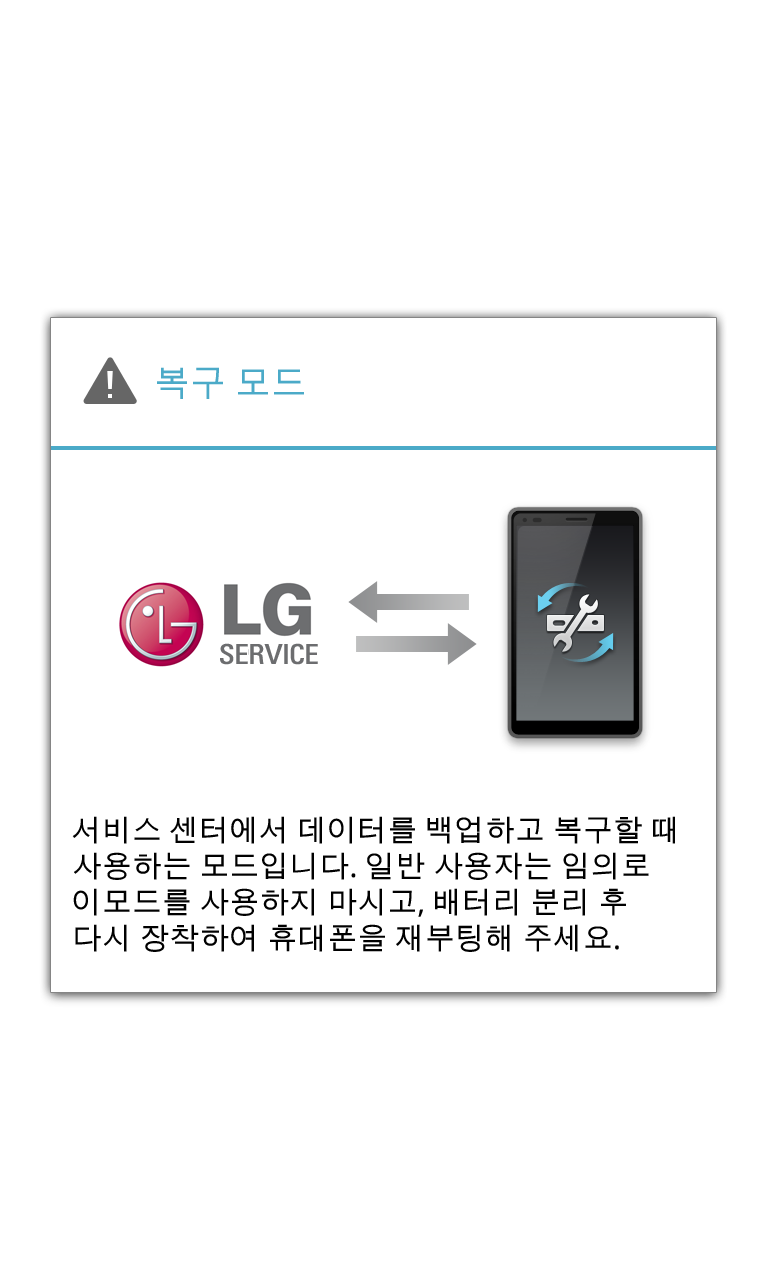 복구 모드
LG
SERVICE
서비스 센터에서 데이터를 백업하고 복구할 때
사용하는 모드입니다. 일반 사용자는 임의로
이모드를 사용하지 마시고, 배터리 분리 후
다시 장착하여 휴대폰을 재부팅해 주세요.